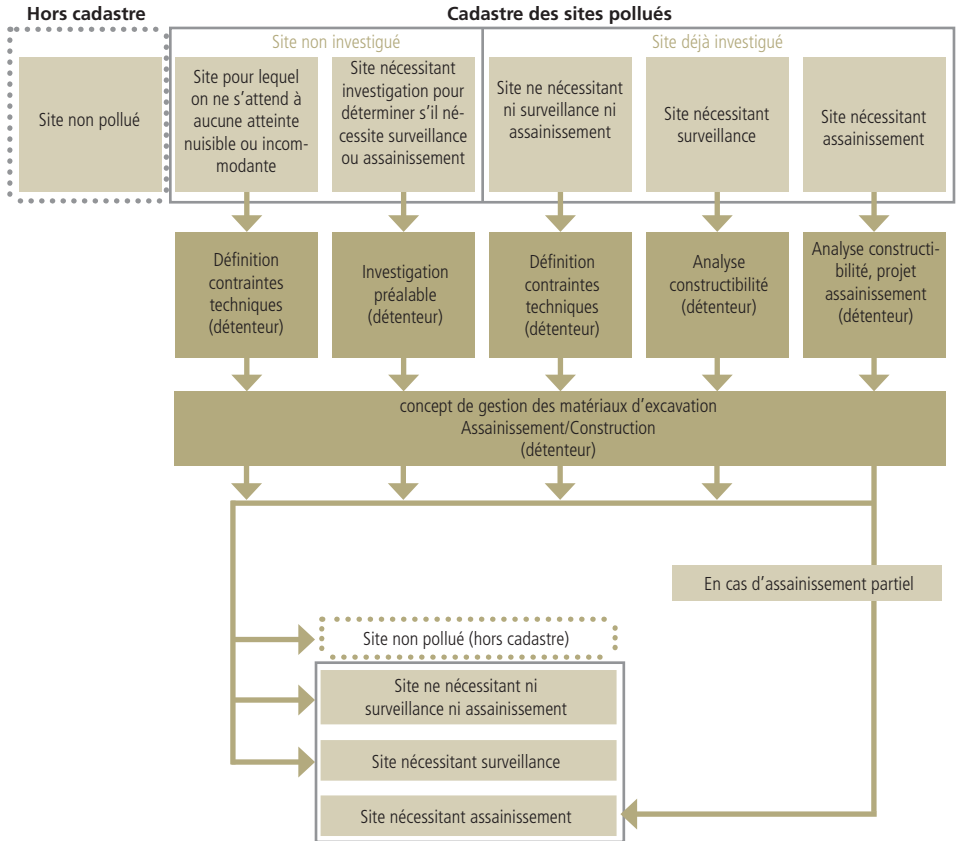 Hors cadastre
Cadastre des sites pollués
Site non investigué
Site déjà investigué
Site non pollué
Site pour lequel
on ne s'attend à
aucune atteinte
nuisible ou incom-
modante
Site nécessitant
investigation pour
déterminer s'il né-
cessite surveillance
ou assainissement
Site ne nécessitant
ni surveillance ni
assainissement
Site nécessitant
surveillance
Site nécessitant
assainissement
Définition
contraintes
techniques
(détenteur)
Investigation
préalable
(détenteur)
Définition
contraintes
techniques
(détenteur)
Analyse
constructibilité
(détenteur)
Analyse constructi-
bilité, projet
assainissement
(détenteur)
concept de gestion des matériaux d'excavation
Assainissement/Construction
(détenteur)
En cas d'assainissement partiel
Site non pollué (hors cadastre)
Site ne nécessitant ni
surveillance ni assainissement
Site nécessitant surveillance
Site nécessitant assainissement